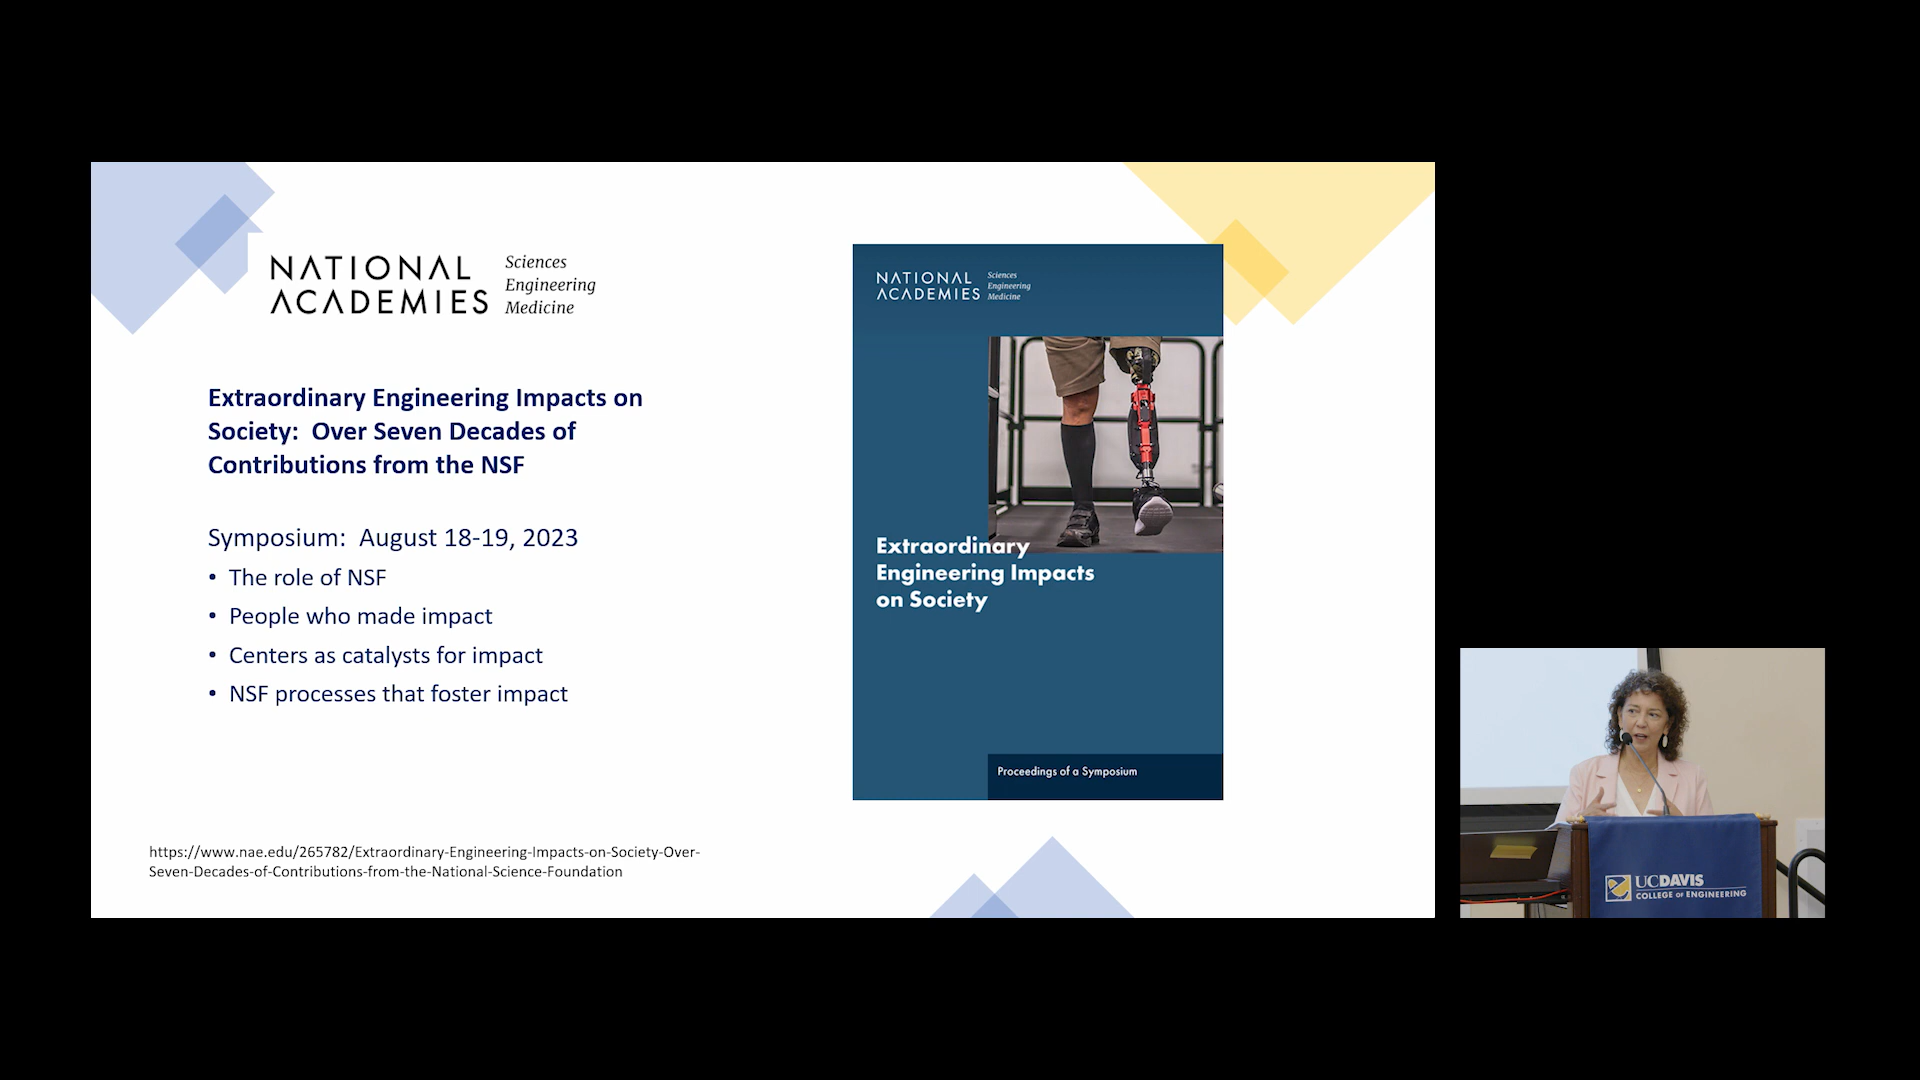 NATIONAL
ACADEMIES
Sciences
Engineering
Medicine
Extraordinary Engineering Impacts on
Society: Over Seven Decades of
Contributions from the NSF
Symposium: August 18-19, 2023
• The role of NSF
• People who made impact
• Centers as catalysts for impact
• NSF processes that foster impact
https://www.nae.edu/265782/Extraordinary-Engineering-Impacts-on-Society-Over-
Seven-Decades-of-Contributions-from-the-National-Science-Foundation
NATIONAL
ACADEMIES
Sciences
Engineering
Medicine
Extraordinary
Engineering Impacts
on Society
Proceedings of a Symposium
UCDAVIS
COLLEGE OF ENGINEERING